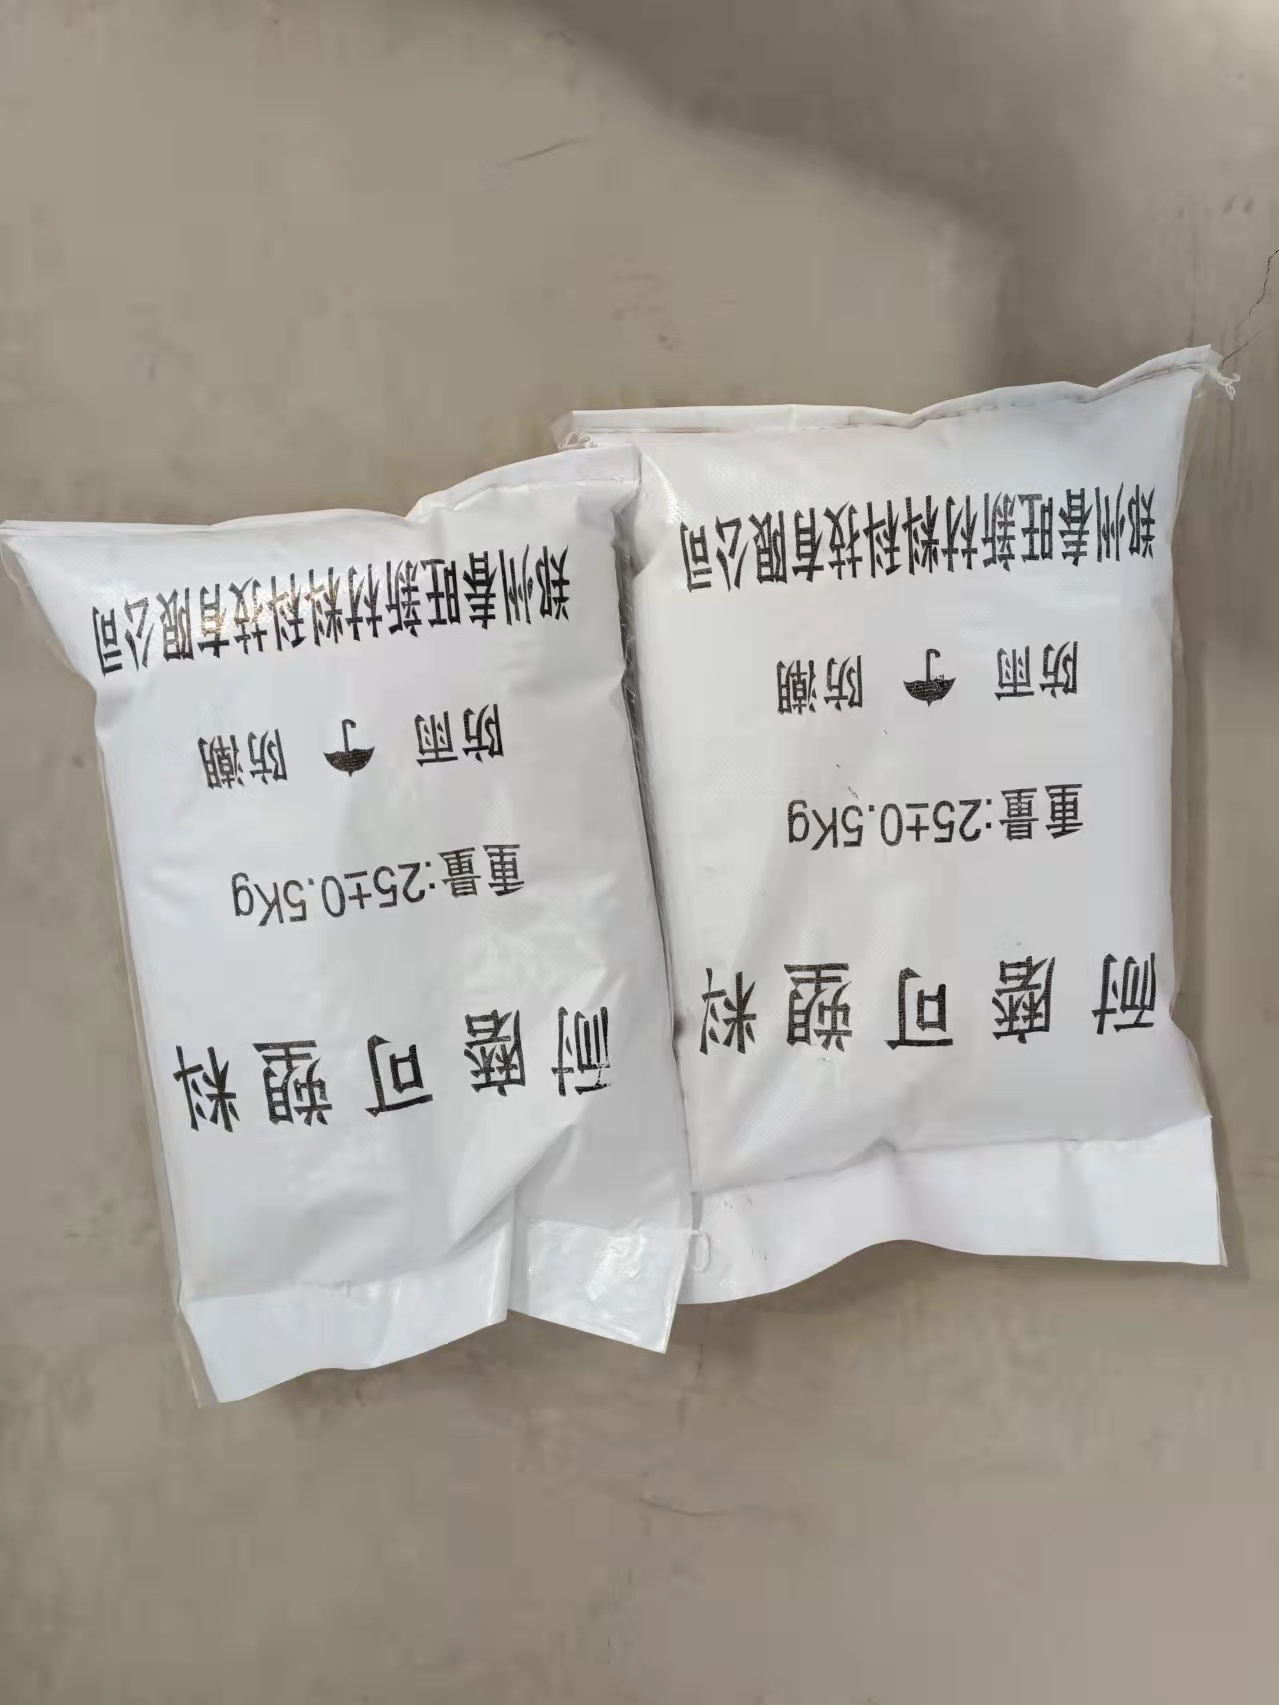 耐磨可塑料
重量:25±0.5Kg
防雨 防潮
郑州春旺新材料科技有限公司
耐磨可塑料
重量:25±0.5Kg
防雨 防潮
郑州春旺新材料科技有限公司